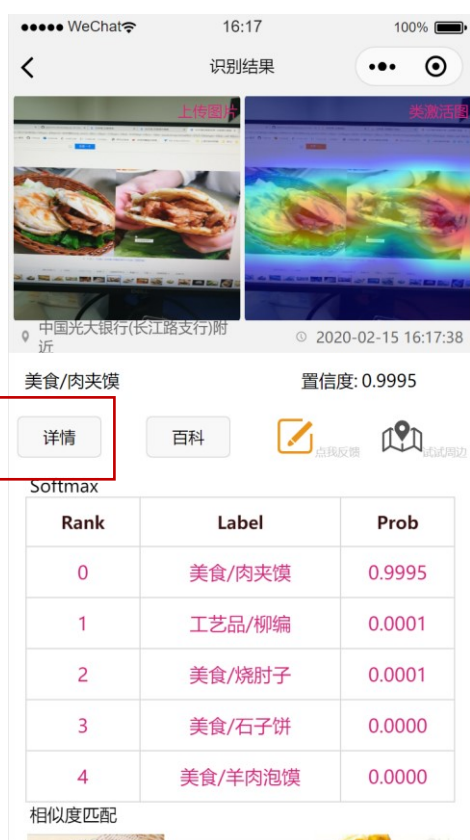 WeChat
16:17
100%
识别结果
上传图片
类激活图
中国光大银行(长江路支行)附
近
2020-02-15 16:17:38
美食/肉夹馍
置信度: 0.9995
详情
百科
点我反馈
试试周边
Softmax
Rank Label Prob
0 美食/肉夹馍 0.9995
1 工艺品/柳编 0.0001
2 美食/烧肘子 0.0001
3 美食/石子饼 0.0000
4 美食/羊肉泡馍 0.0000
相似度匹配